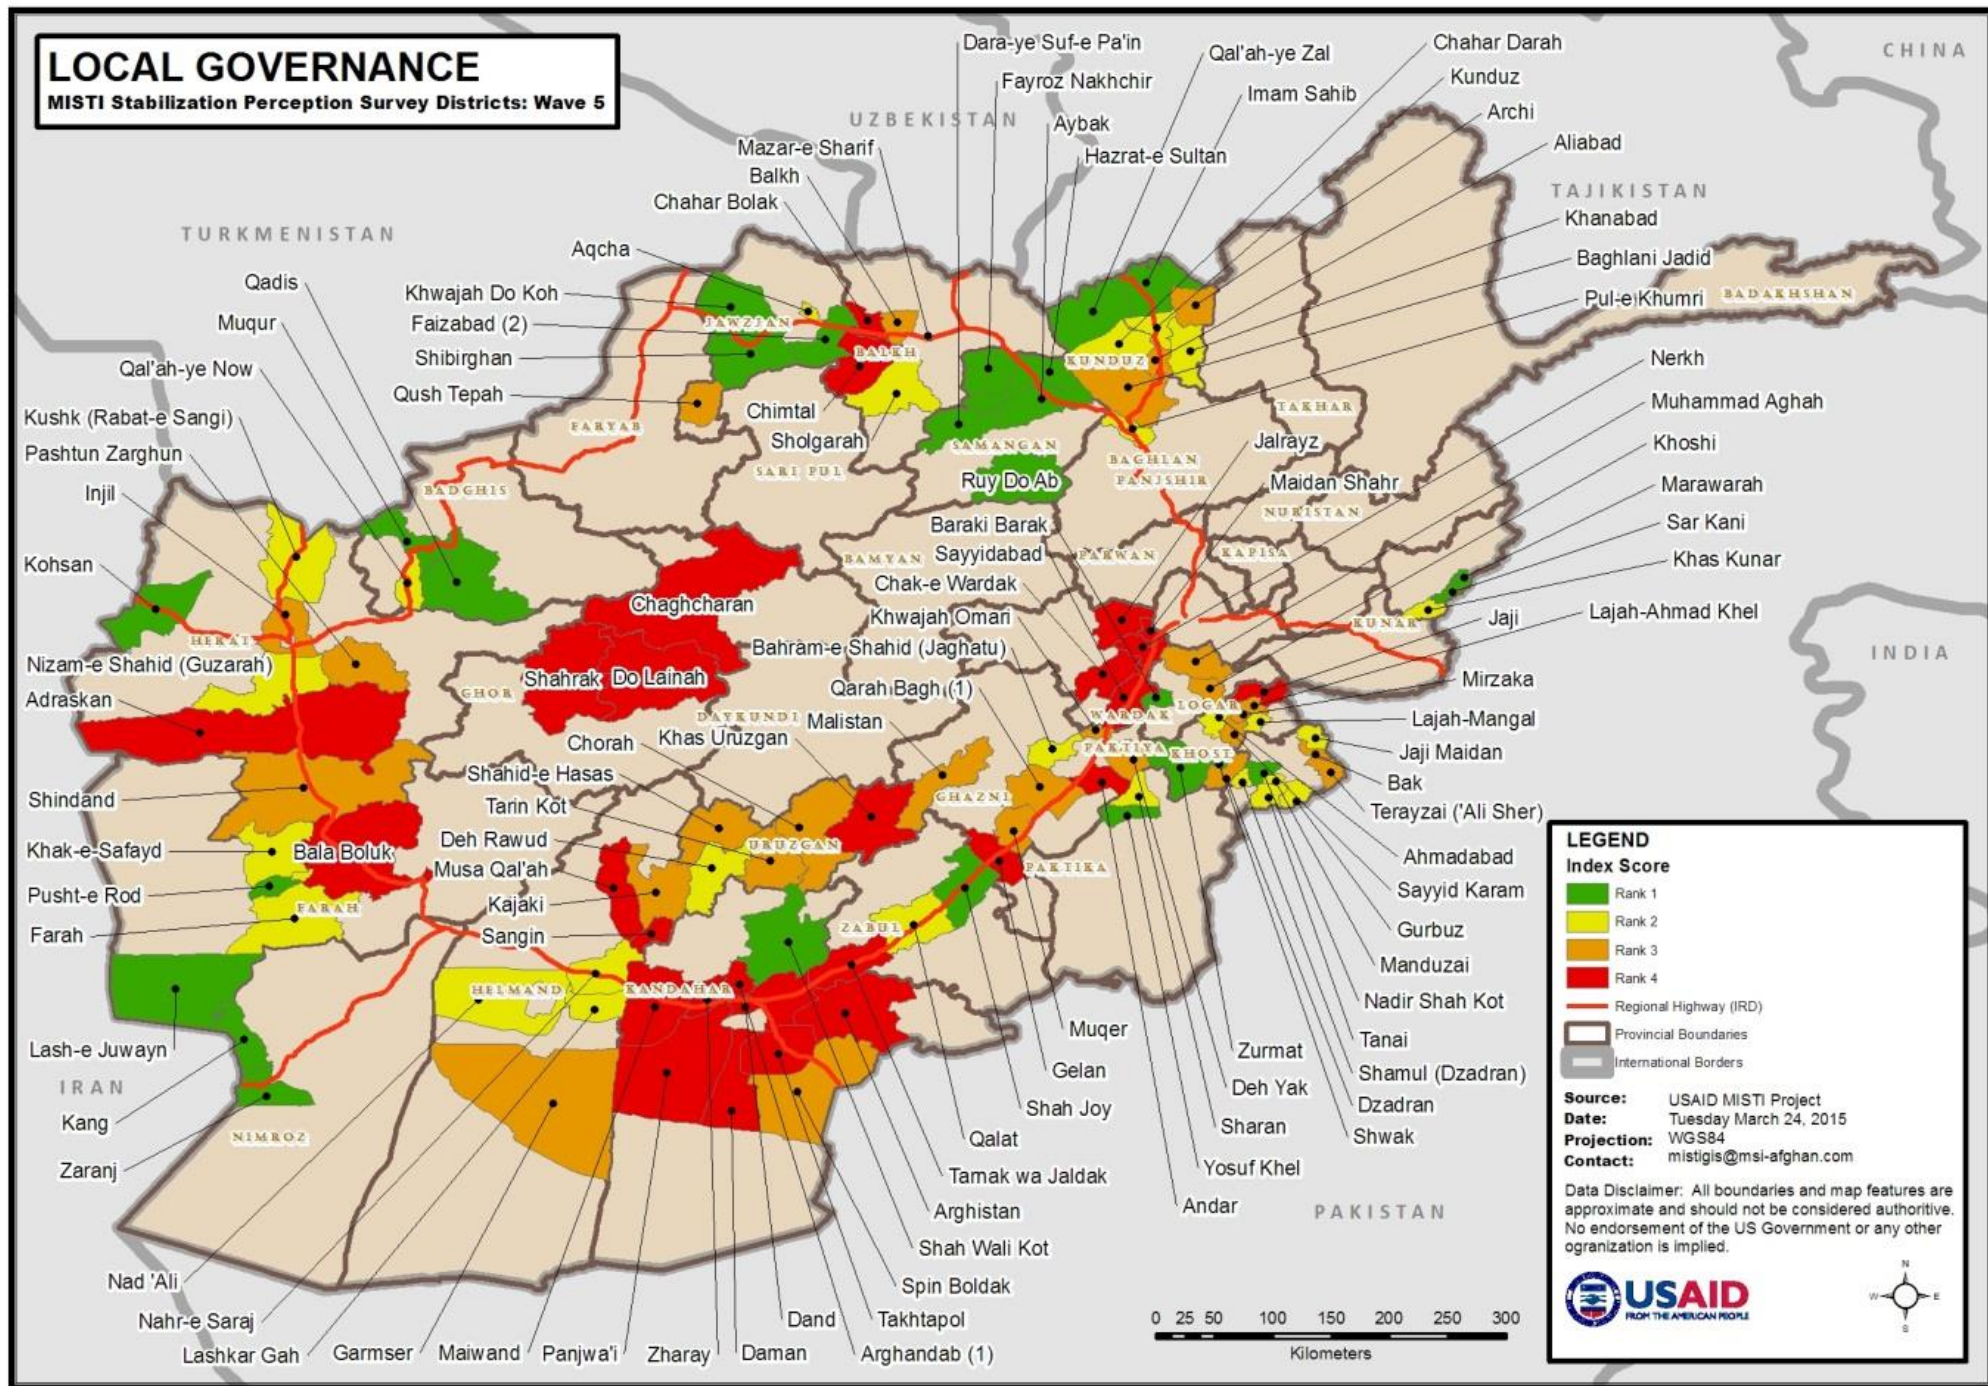 LOCAL GOVERNANCE
MISTI Stabilization Perception Survey Districts: Wave 5
CHINA
UZBEKISTAN
TAJIKISTAN
TURKMENISTAN
IRAN
INDIA
PAKISTAN
Dara-ye Suf-e Pa'in
Fayroz Nakhchir
Aybak
Hazrat-e Sultan
Qal'ah-ye Zal
Imam Sahib
Chahar Darah
Kunduz
Archi
Aliabad
Khanabad
Baghlani Jadid
Pul-e Khumri
Mazar-e Sharif
Balkh
Chahar Bolak
Aqcha
Khwajah Do Koh
Faizabad (2)
Shibirghan
Qush Tepah
Qadis
Muqur
Qal'ah-ye Now
Kushk (Rabat-e Sangi)
Pashtun Zarghun
Injil
Kohsan
Nizam-e Shahid (Guzarah)
Adraskan
Shindand
Khak-e-Safayd
Bala Boluk
Pusht-e Rod
Farah
Lash-e Juwayn
Kang
Zaranj
Chimtal
Sholgarah
Ruy Do Ab
Jalrayz
Maidan Shahr
Baraki Barak
Sayyidabad
Chak-e Wardak
Khwajah Omari
Bahram-e Shahid (Jaghatu)
Qarah Bagh (1)
Malistan
Khas Uruzgan
Chorah
Shahid-e Hasas
Tarin Kot
Deh Rawud
Musa Qal'ah
Kajaki
Sangin
Chaghcharan
Shahrak
Do Lainah
Nerkh
Muhammad Aghah
Khoshi
Marawarah
Sar Kani
Khas Kunar
Jaji
Lajah-Ahmad Khel
Mirzaka
Lajah-Mangal
Jaji Maidan
Bak
Terayzai ('Ali Sher)
Ahmadabad
Sayyid Karam
Gurbuz
Manduzai
Nadir Shah Kot
Tanai
Shamul (Dzadran)
Dzadran
Shwak
Zurmat
Deh Yak
Sharan
Yosuf Khel
Andar
Muqer
Gelan
Shah Joy
Qalat
Tarnak wa Jaldak
Arghistan
Shah Wali Kot
Spin Boldak
Takhtapol
Arghandab (1)
Dand
Daman
Zharay
Panjwa'i
Maiwand
Garmser
Lashkar Gah
Nahr-e Saraj
Nad 'Ali
JAWZJAN
BALKH
KUNDUZ
BADAKHSHAN
TAKHAR
FARYAB
SARI PUL
SAMANGAN
BAGHLAN
PANJSHIR
BADGHIS
NURISTAN
BAMYAN
PARWAN
KAPISA
KUNAR
HERAT
GHOR
DAYKUNDI
WARDAK
LOGAR
PAKTIYA
KHOST
GHAZNI
URUZGAN
PAKTIKA
ZABUL
FARAH
HELMAND
KANDAHAR
NIMROZ
LEGEND
Index Score
Rank 1
Rank 2
Rank 3
Rank 4
Regional Highway (IRD)
Provincial Boundaries
International Borders
Source: USAID MISTI Project
Date: Tuesday March 24, 2015
Projection: WGS84
Contact: mistigis@msi-afghan.com
Data Disclaimer: All boundaries and map features are
approximate and should not be considered authoritive.
No endorsement of the US Government or any other
ogranization is implied.
USAID
FROM THE AMERICAN PEOPLE
N
W E
S
0 25 50 100 150 200 250 300
Kilometers